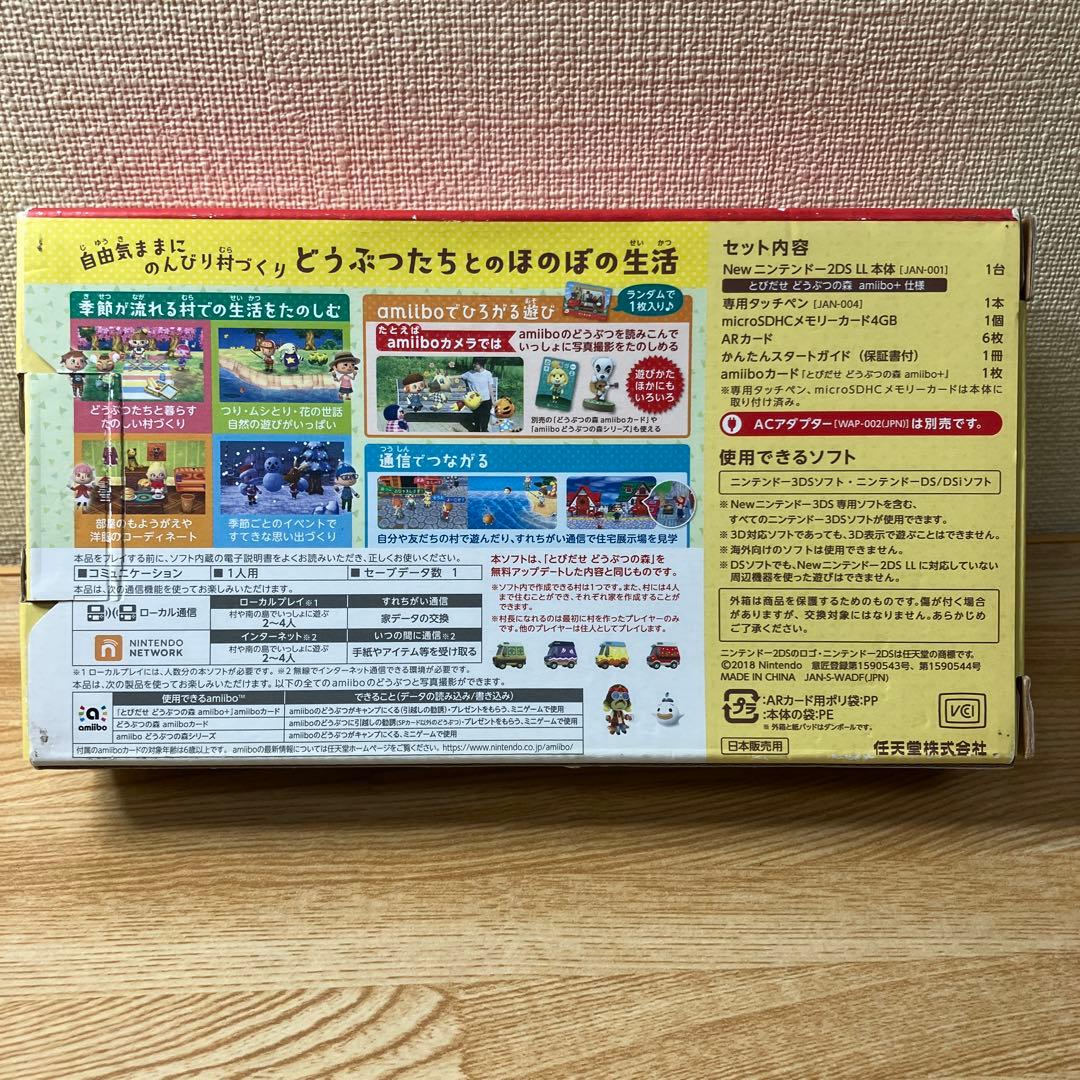 自由気ままに
のんびり村づくり
どうぶつたちとのほのぼの生活
季節が流れる村での生活をたのしむ
どうぶつたちと暮らす
たのしい村づくり
つり・ムシとり・花の世話
自然の遊びがいっぱい
部屋のもようがえや
洋服のコーディネート
季節ごとのイベントで
すてきな思い出づくり
amiiboでひろがる遊び
ランダムで
1枚入り♪
たとえば
amiiboカメラでは
amiiboのどうぶつを読みこんで
いっしょに写真撮影をたのしめる
遊びかた
ほかにも
いろいろ
別売の「どうぶつの森 amiiboカード」や
「amiibo どうぶつの森シリーズ」も使える
通信でつながる
自分や友だちの村で遊んだり、すれちがい通信で住宅展示場を見学
本品をプレイする前に、ソフト内蔵の電子説明書をよくお読みいただき、正しくお使いください。
■コミュニケーション ■1人用 ■セーブデータ数 1
本品は、次の通信機能を使ってお楽しみいただけます。
ローカル通信
ローカルプレイ※1
村や南の島でいっしょに遊ぶ
2〜4人
すれちがい通信
家データの交換
NINTENDO
NETWORK
インターネット※2
村や南の島でいっしょに遊ぶ
2〜4人
いつの間に通信※2
手紙やアイテム等を受け取る
※1 ローカルプレイには、人数分の本ソフトが必要です。 ※2 無線でインターネット通信できる環境が必要です。
本品は、次の製品を使ってお楽しみいただけます。以下の全てのamiiboのどうぶつと写真撮影ができます。
amiibo
使用できるamiibo™
できること(データの読み込み/書き込み)
「とびだせ どうぶつの森 amiibo+」amiiboカード
amiiboのどうぶつがキャンプにくる(引越しの勧誘)・プレゼントをもらう、ミニゲームで使用
どうぶつの森 amiiboカード
amiiboのどうぶつに引越しの勧誘(SPカード以外のどうぶつ)・プレゼントをもらう、ミニゲームで使用
どうぶつの森シリーズ
amiiboのどうぶつがキャンプにくる、ミニゲームで使用
付属のamiiboカードの対象年齢は6歳以上です。 amiiboの最新情報については任天堂ホームページをご覧ください。https://www.nintendo.co.jp/amiibo/
本ソフトは、「とびだせ どうぶつの森」を
無料アップデートした内容と同じものです。
※ソフト内で作成できる村は1つです。また、村には4人
まで住むことができ、それぞれ家を作成することが
できます。
※村長になれるのは最初に村を作ったプレイヤーのみ
です。他のプレイヤーは住人としてプレイします。
セット内容
Newニンテンドー2DS LL 本体 [JAN-001] 1台
とびだせ どうぶつの森 amiibo+ 仕様
専用タッチペン [JAN-004] 1本
microSDHCメモリーカード4GB 1個
ARカード 6枚
かんたんスタートガイド(保証書付) 1冊
amiiboカード「とびだせ どうぶつの森 amiibo+」 1枚
※専用タッチペン、microSDHCメモリーカードは本体に
取り付け済み。
ACアダプター[WAP-002(JPN)]は別売です。
使用できるソフト
ニンテンドー3DSソフト・ニンテンドーDS/DSiソフト
※Newニンテンドー3DS 専用ソフトを含む、
すべてのニンテンドー3DSソフトが使用できます。
※3D対応ソフトであっても、3D表示で遊ぶことはできません。
※海外向けのソフトは使用できません。
※DSソフトでも、Newニンテンドー2DS LLに対応していない
周辺機器を使った遊びはできません。
外箱は商品を保護するためのものです。傷が付く場合
がありますが、交換対象にはなりません。あらかじめ
ご了承ください。
ニンテンドー2DSのロゴ・ニンテンドー2DSは任天堂の商標です。
©2018 Nintendo 意匠登録第1590543号、第1590544号
MADE IN CHINA JAN-S-WADF(JPN)
プラ
:ARカード用ポリ袋:PP
:本体の袋:PE
※外箱と紙パッドはダンボールです。
VCCI
日本販売用
任天堂株式会社